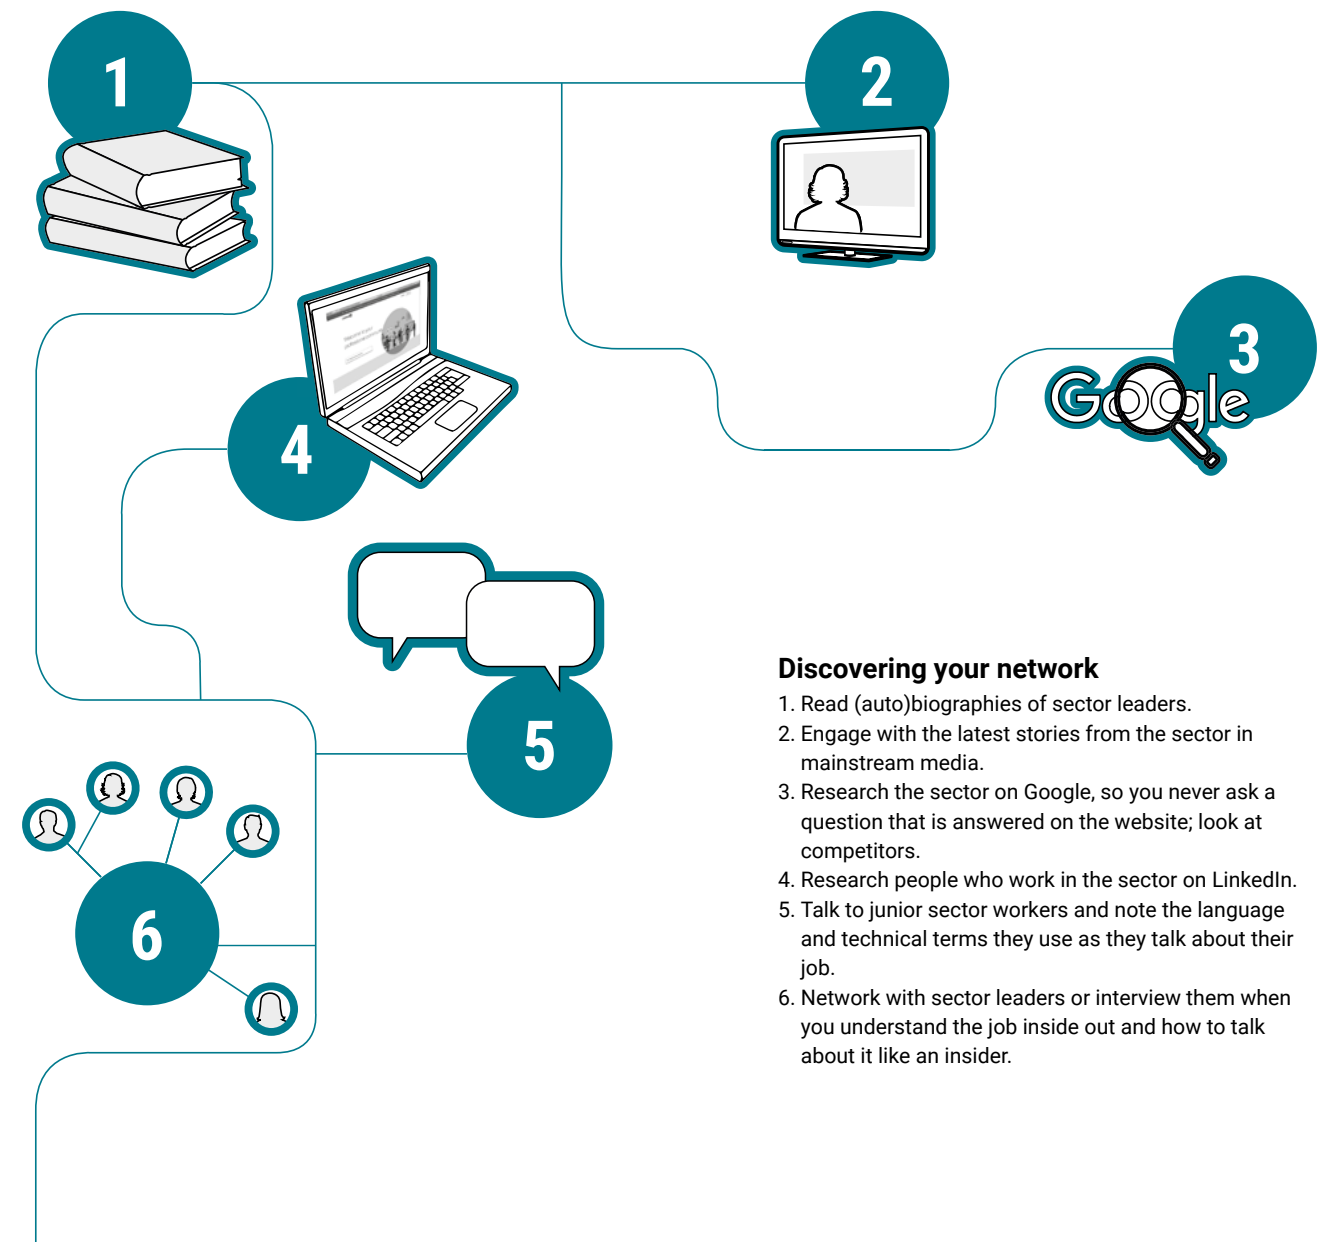 1
2
3
Google
4
5
6
Discovering your network
1. Read (auto)biographies of sector leaders.
2. Engage with the latest stories from the sector in
mainstream media.
3. Research the sector on Google, so you never ask a
question that is answered on the website; look at
competitors.
4. Research people who work in the sector on LinkedIn.
5. Talk to junior sector workers and note the language
and technical terms they use as they talk about their
job.
6. Network with sector leaders or interview them when
you understand the job inside out and how to talk
about it like an insider.